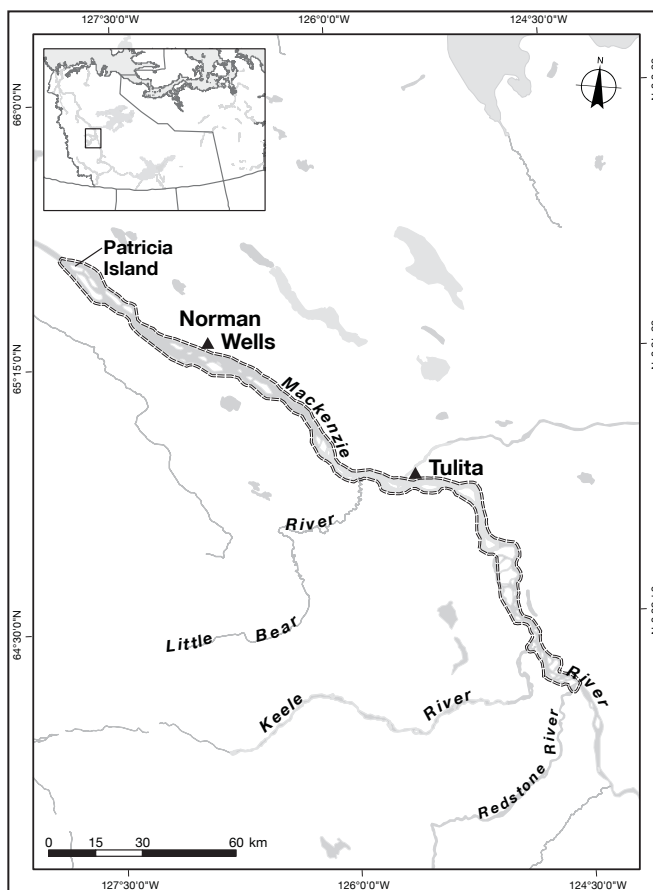 127°30'0"W
126°0'0"W
124°30'0"W
N
66°0'0"N
Patricia
Island
Norman
Wells
65°15'0"N
Mackenzie
Tulita
River
Little Bear
64°30'0"N
River
Keele River
Redstone River
0 15 30 60 km
127°30'0"W
126°0'0"W
124°30'0"W